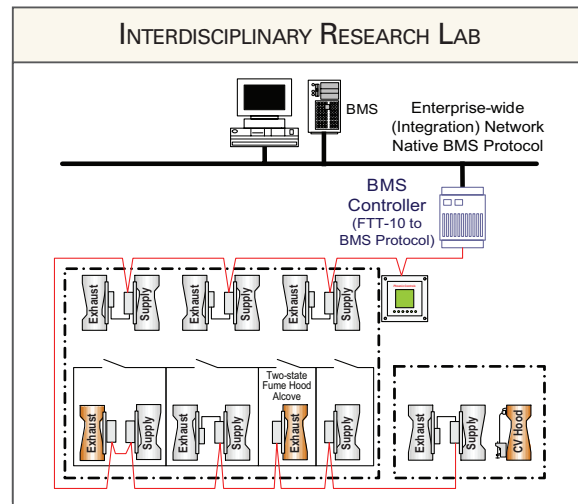 INTERDISCIPLINARY RESEARCH LAB
BMS
Enterprise-wide
(Integration) Network
Native BMS Protocol
BMS
Controller
(FTT-10 to
BMS Protocol)
Exhaust
Supply
Exhaust
Supply
Exhaust
Supply
Two-state
Fume Hood
Alcove
Exhaust
Supply
Exhaust
Supply
Exhaust
Supply
Exhaust
Supply
CV Hood